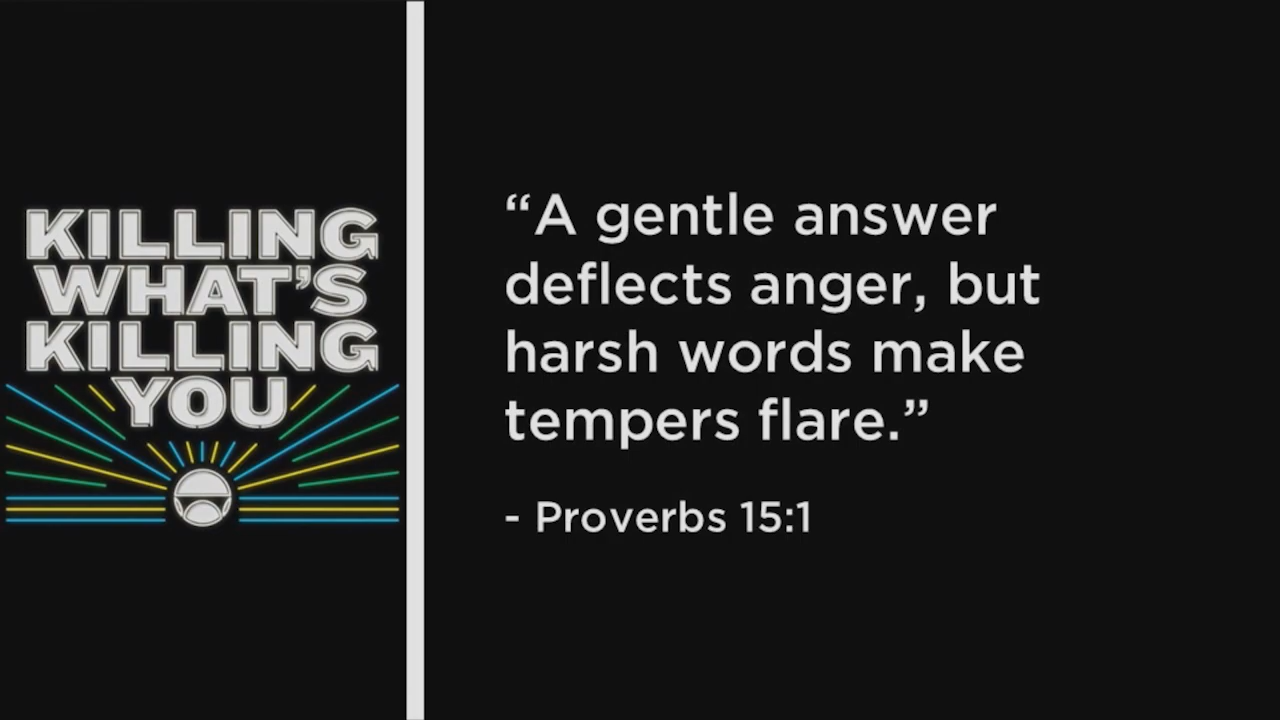 KILLING
WHAT'S
KILLING
YOU
“A gentle answer
deflects anger, but
harsh words make
tempers flare.”
- Proverbs 15:1